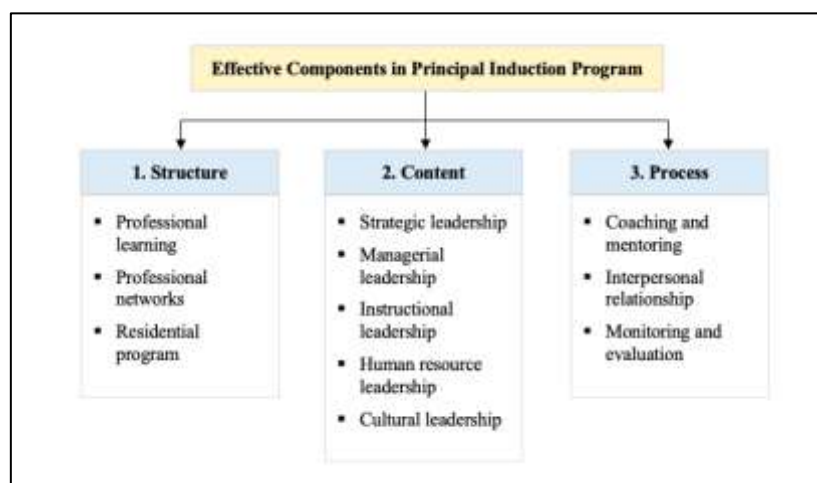 Effective Components in Principal Induction Program
1. Structure
▪ Professional
learning
▪ Professional
networks
▪ Residential
program
2. Content
▪ Strategic leadership
▪ Managerial
leadership
▪ Instructional
leadership
▪ Human resource
leadership
▪ Cultural leadership
3. Process
▪ Coaching and
mentoring
▪ Interpersonal
relationship
▪ Monitoring and
evaluation